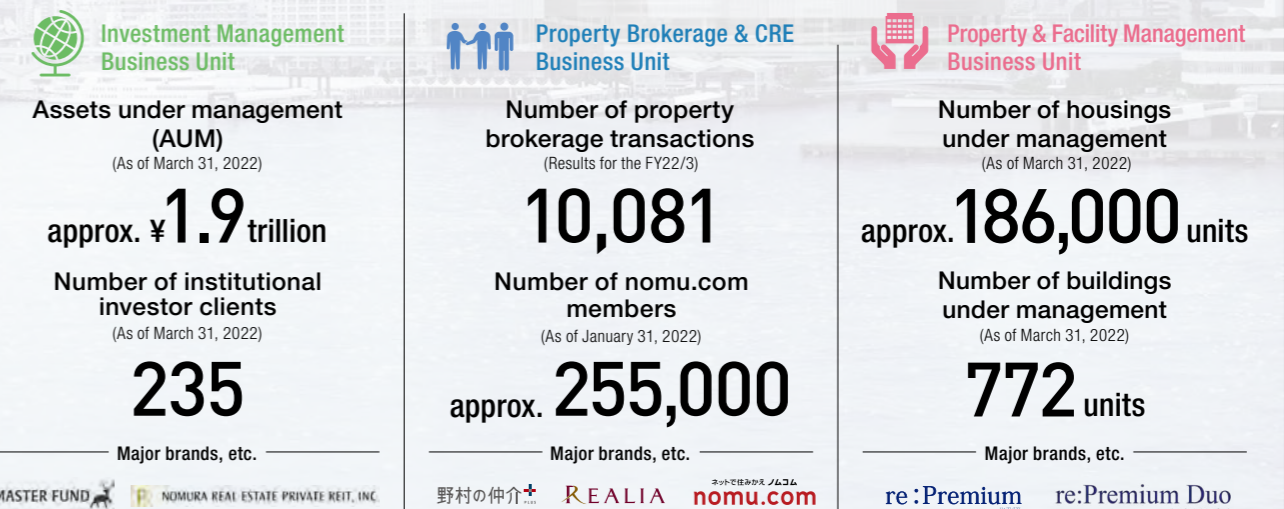 Investment Management
Business Unit
Assets under management
(AUM)
(As of March 31, 2022)
approx. ¥1.9 trillion
Number of institutional
investor clients
(As of March 31, 2022)
235
Major brands, etc.
MASTER FUND
NOMURA REAL ESTATE PRIVATE REIT, INC.
Property Brokerage & CRE
Business Unit
Number of property
brokerage transactions
(Results for the FY22/3)
10,081
Number of nomu.com
members
(As of January 31, 2022)
approx. 255,000
Major brands, etc.
野村の仲介+
PLUS
REALIA
ネットで住みかえ ノムコム
nomu.com
Property & Facility Management
Business Unit
Number of housings
under management
(As of March 31, 2022)
approx. 186,000 units
Number of buildings
under management
(As of March 31, 2022)
772 units
Major brands, etc.
re:Premium
re:Premium Duo